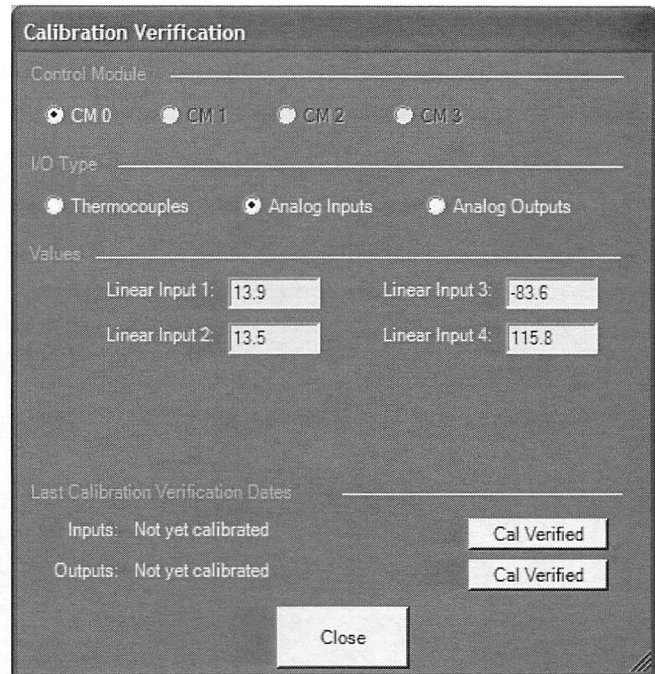 Calibration Verification
Control Module
CM 0 CM 1 CM 2 CM 3
I/O Type
Thermocouples Analog Inputs Analog Outputs
Values
Linear Input 1: 13.9 Linear Input 3: -83.6
Linear Input 2: 13.5 Linear Input 4: 115.8
Last Calibration Verification Dates
Inputs: Not yet calibrated Cal Verified
Outputs: Not yet calibrated Cal Verified
Close